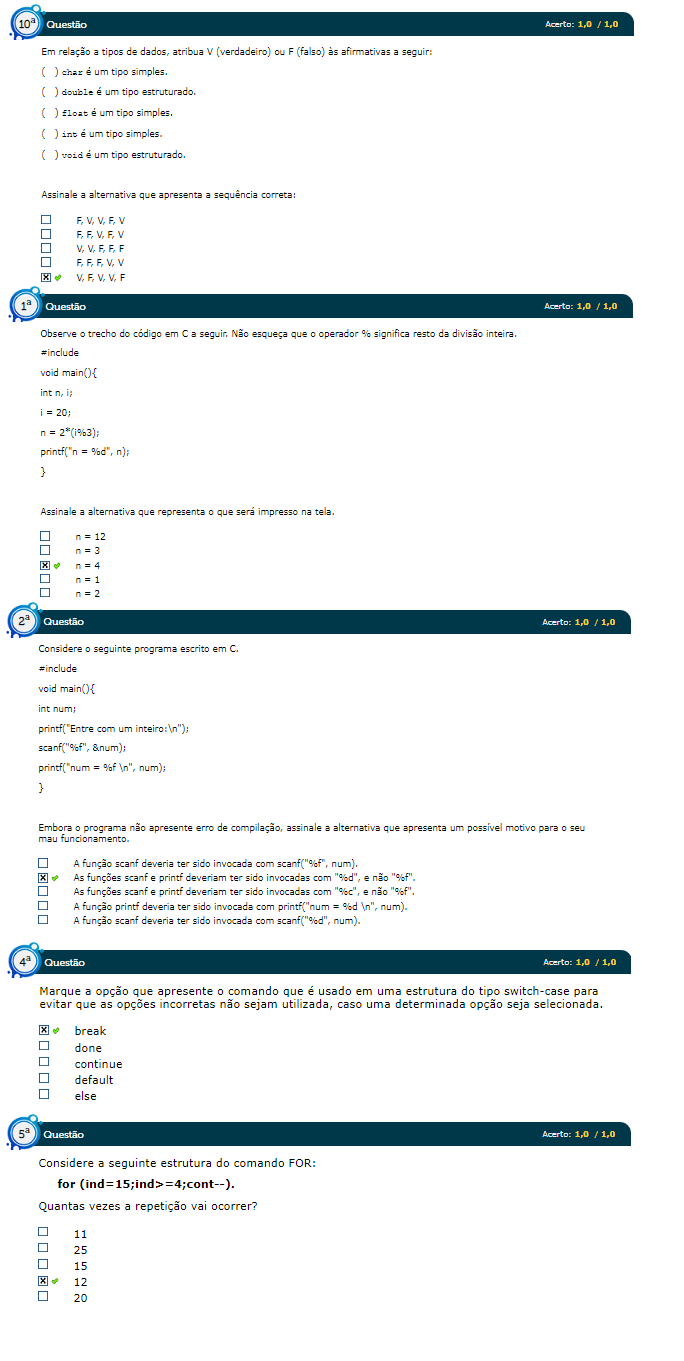 10ª Questão Acerto: 1,0 / 1,0
Em relação a tipos de dados, atribua V (verdadeiro) ou F (falso) às afirmativas a seguir:
( ) char é um tipo simples.
( ) double é um tipo estruturado.
( ) float é um tipo simples.
( ) int é um tipo simples.
( ) void é um tipo estruturado.
Assinale a alternativa que apresenta a sequência correta:
F, V, V, F, V
F, F, V, F, V
V, V, F, F, F
F, F, F, V, V
V, F, V, V, F
1ª Questão Acerto: 1,0 / 1,0
Observe o trecho do código em C a seguir. Não esqueça que o operador % significa resto da divisão inteira.
#include
void main(){
int n, i;
i = 20;
n = 2*(i%3);
printf("n = %d", n);
}
Assinale a alternativa que representa o que será impresso na tela.
n = 12
n = 3
n = 4
n = 1
n = 2
2ª Questão Acerto: 1,0 / 1,0
Considere o seguinte programa escrito em C.
#include
void main(){
int num;
printf("Entre com um inteiro:\n");
scanf("%f", &num);
printf("num = %f \n", num);
}
Embora o programa não apresente erro de compilação, assinale a alternativa que apresenta um possível motivo para o seu
mau funcionamento.
A função scanf deveria ter sido invocada com scanf("%f", num).
As funções scanf e printf deveriam ter sido invocadas com "%d", e não "%f".
As funções scanf e printf deveriam ter sido invocadas com "%c", e não "%f".
A função printf deveria ter sido invocada com printf("num = %d \n", num).
A função scanf deveria ter sido invocada com scanf("%d", num).
4ª Questão Acerto: 1,0 / 1,0
Marque a opção que apresente o comando que é usado em uma estrutura do tipo switch-case para
evitar que as opções incorretas não sejam utilizada, caso uma determinada opção seja selecionada.
break
done
continue
default
else
5ª Questão Acerto: 1,0 / 1,0
Considere a seguinte estrutura do comando FOR:
for (ind=15;ind>=4;cont--).
Quantas vezes a repetição vai ocorrer?
11
25
15
12
20